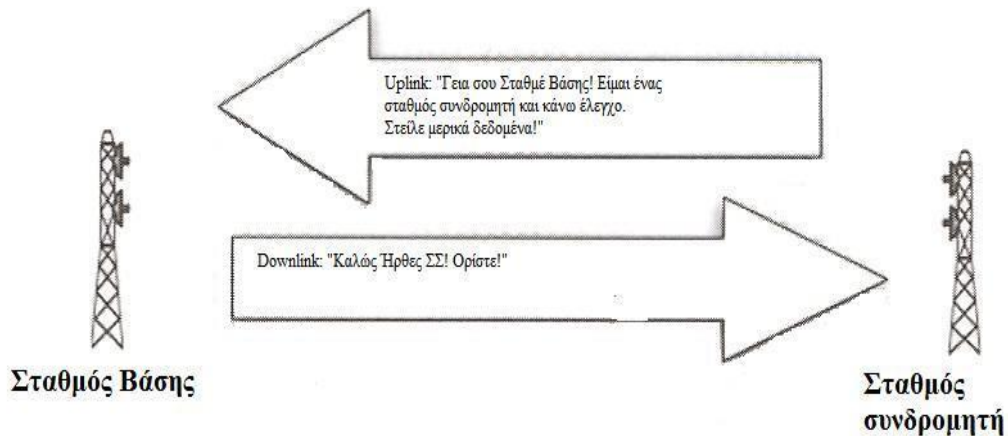 Uplink: "Γεια σου Σταθμέ Βάσης! Είμαι ένας
σταθμός συνδρομητή και κάνω έλεγχο.
Στείλε μερικά δεδομένα!"
Downlink: "Καλώς Ήρθες ΣΣ! Ορίστε!"
Σταθμός Βάσης
Σταθμός
συνδρομητή